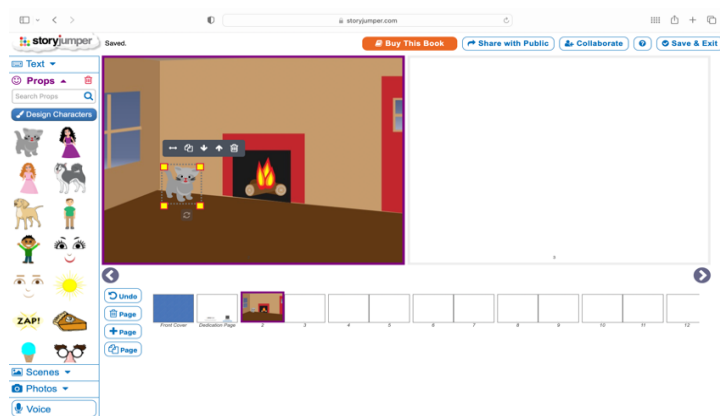 storyjumper.com
storyjumper
Saved.
Buy This Book
Share with Public
Collaborate
?
Save & Exit
Text
Props
Search Props
Design Characters
ZAP!
Scenes
Photos
Voice
Undo
Page
Page
Page
Front Cover
Dedication Page
2
3
4
5
6
7
8
9
10
11
12